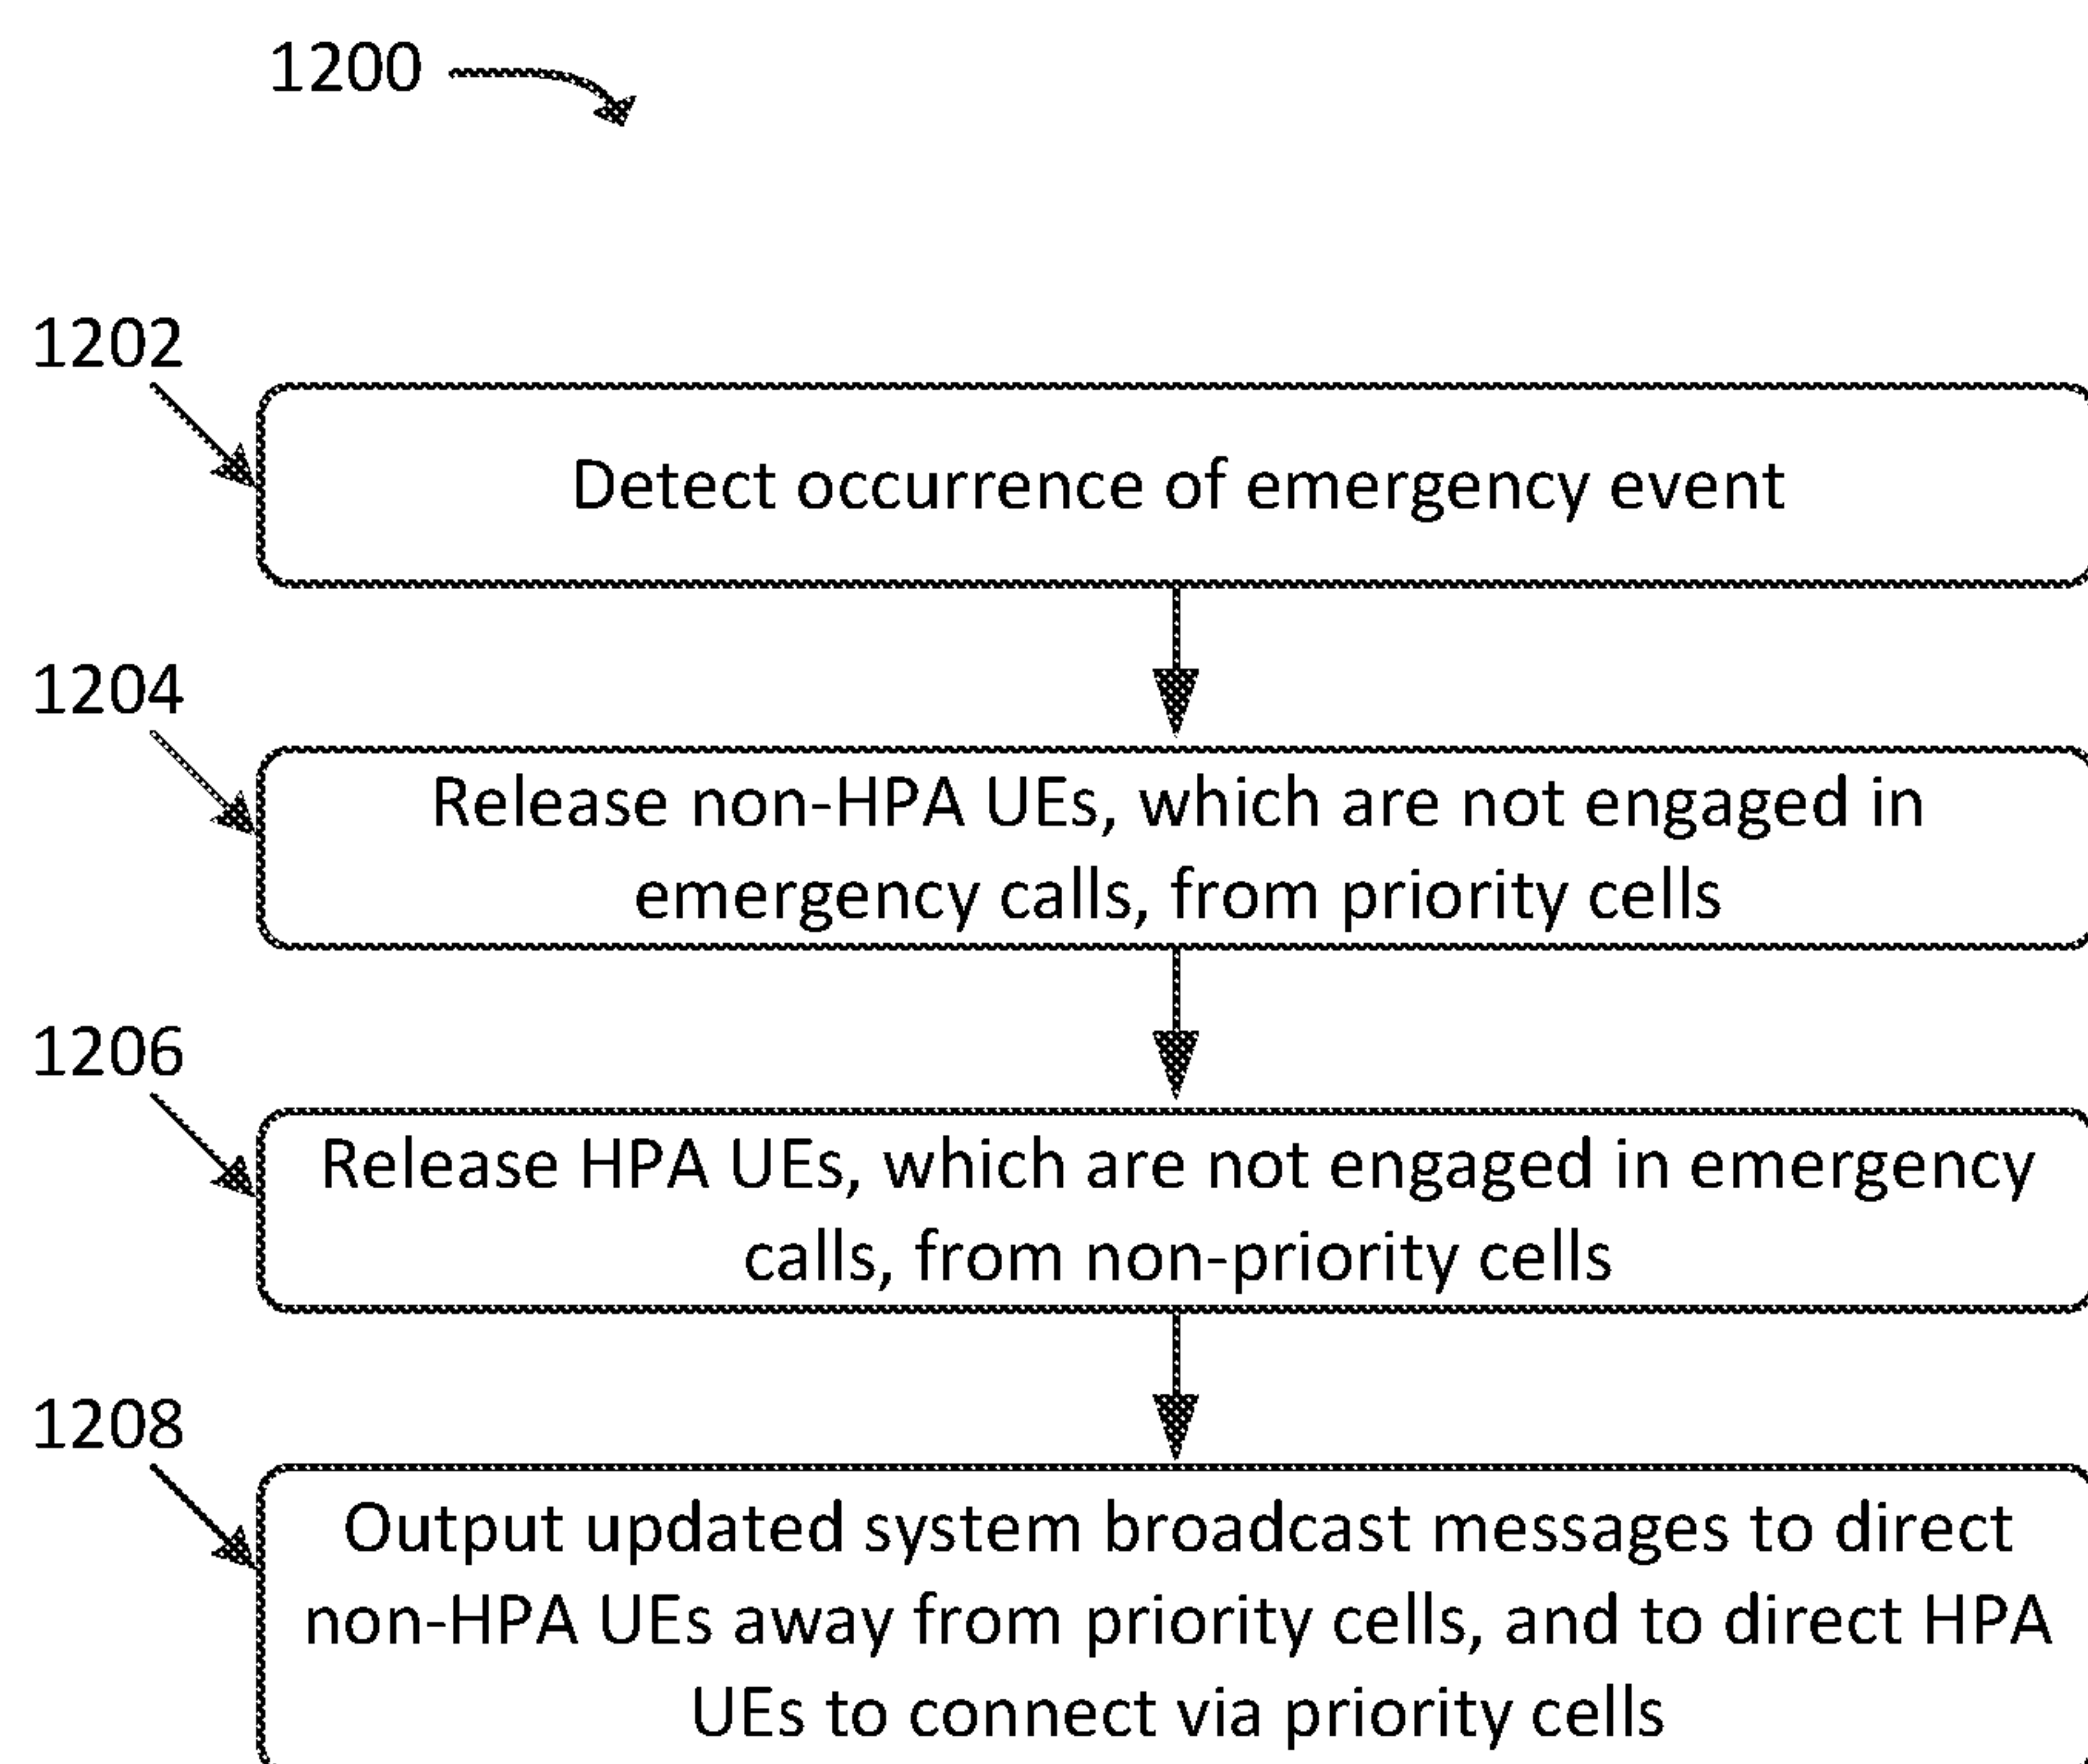 1200
1202
Detect occurrence of emergency event
1204
Release non-HPA UEs, which are not engaged in
emergency calls, from priority cells
1206
Release HPA UEs, which are not engaged in emergency
calls, from non-priority cells
1208
Output updated system broadcast messages to direct
non-HPA UEs away from priority cells, and to direct HPA
UEs to connect via priority cells